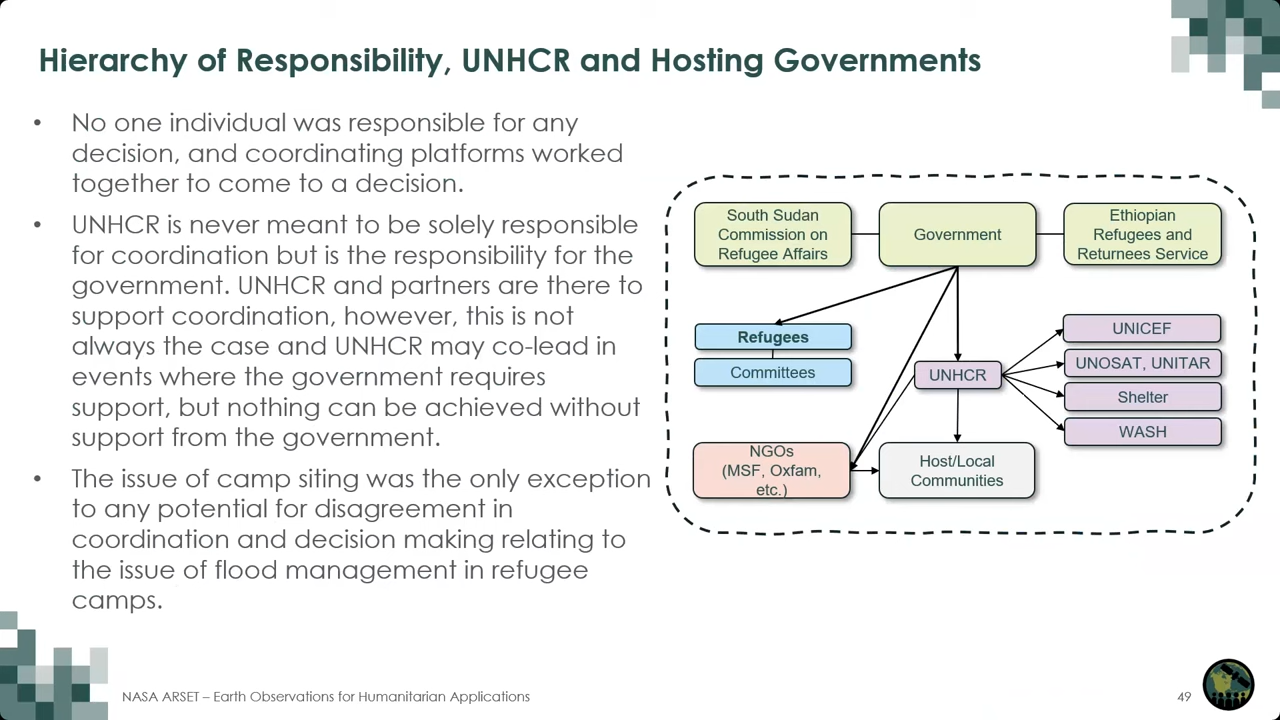 Hierarchy of Responsibility, UNHCR and Hosting Governments
• No one individual was responsible for any
decision, and coordinating platforms worked
together to come to a decision.
• UNHCR is never meant to be solely responsible
for coordination but is the responsibility for the
government. UNHCR and partners are there to
support coordination, however, this is not
always the case and UNHCR may co-lead in
events where the government requires
support, but nothing can be achieved without
support from the government.
• The issue of camp siting was the only exception
to any potential for disagreement in
coordination and decision making relating to
the issue of flood management in refugee
camps.
South Sudan
Commission on
Refugee Affairs
Government
Ethiopian
Refugees and
Returnees Service
Refugees
Committees
UNHCR
UNICEF
UNOSAT, UNITAR
Shelter
WASH
NGOs
(MSF, Oxfam,
etc.)
Host/Local
Communities
NASA ARSET – Earth Observations for Humanitarian Applications
49